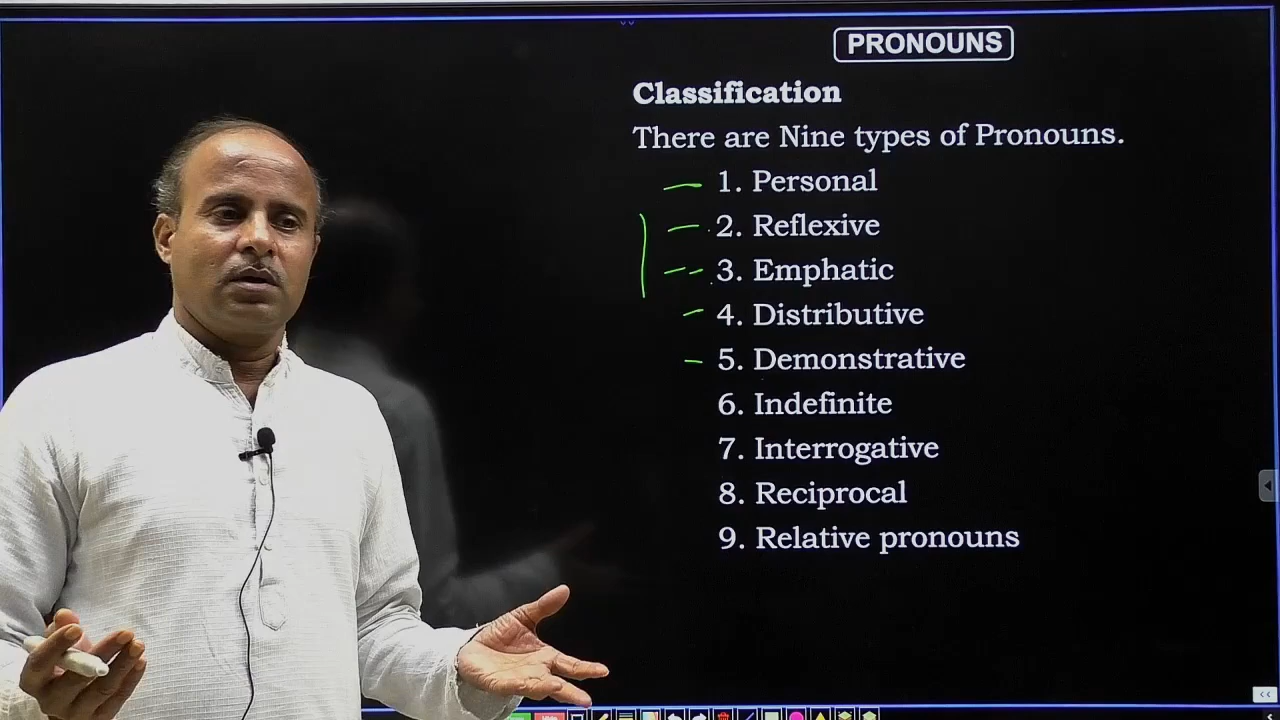 PRONOUNS
Classification
There are Nine types of Pronouns.
1. Personal
2. Reflexive
3. Emphatic
4. Distributive
5. Demonstrative
6. Indefinite
7. Interrogative
8. Reciprocal
9. Relative pronouns